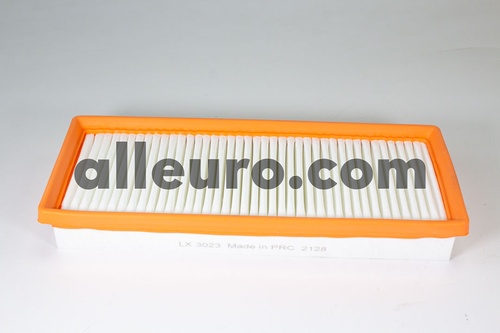 alleuro.com
LX 3023 Made in PRC 2128